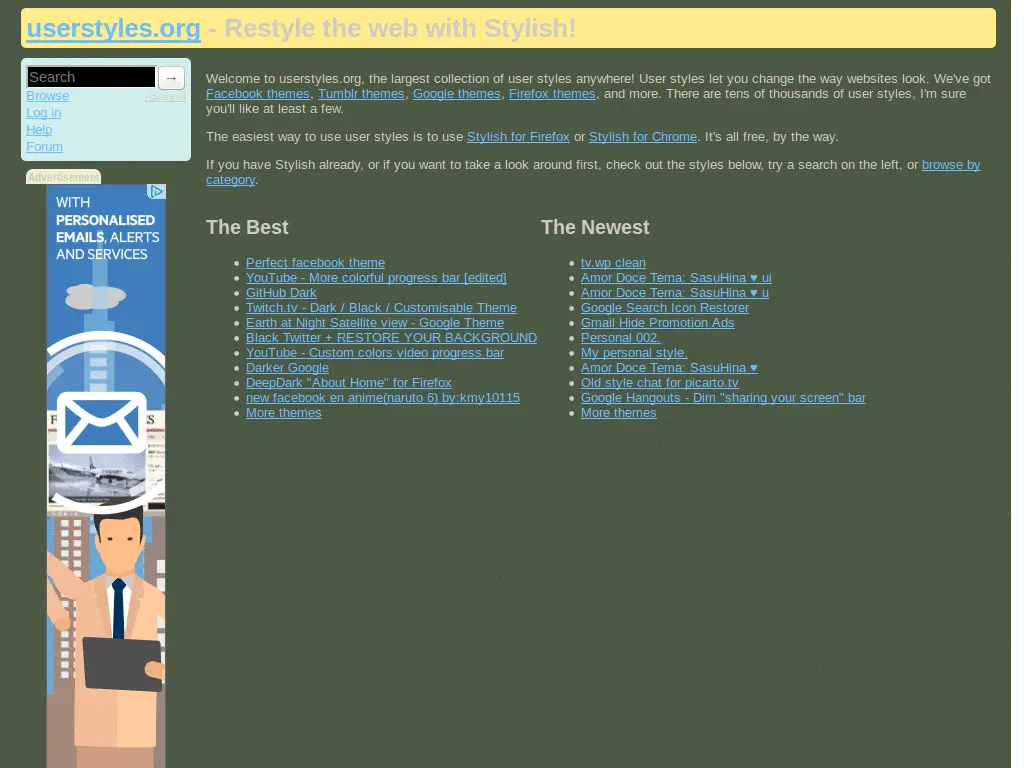 userstyles.org - Restyle the web with Stylish!
Search →
Browse
Log in
Help
Forum
Welcome to userstyles.org, the largest collection of user styles anywhere! User styles let you change the way websites look. We've got
Facebook themes, Tumblr themes, Google themes, Firefox themes, and more. There are tens of thousands of user styles, I'm sure
you'll like at least a few.
The easiest way to use user styles is to use Stylish for Firefox or Stylish for Chrome. It's all free, by the way.
If you have Stylish already, or if you want to take a look around first, check out the styles below, try a search on the left, or browse by
category.
Advertisement
WITH
PERSONALISED
EMAILS, ALERTS
AND SERVICES
The Best
Perfect facebook theme
YouTube - More colorful progress bar [edited]
GitHub Dark
Twitch.tv - Dark / Black / Customisable Theme
Earth at Night Satellite view - Google Theme
Black Twitter + RESTORE YOUR BACKGROUND
YouTube - Custom colors video progress bar
Darker Google
DeepDark "About Home" for Firefox
new facebook en anime(naruto 6) by:kmy10115
More themes
The Newest
tv.wp clean
Amor Doce Tema: SasuHina ♥ ui
Amor Doce Tema: SasuHina ♥ u
Google Search Icon Restorer
Gmail Hide Promotion Ads
Personal 002.
My personal style.
Amor Doce Tema: SasuHina ♥
Old style chat for picarto.tv
Google Hangouts - Dim "sharing your screen" bar
More themes